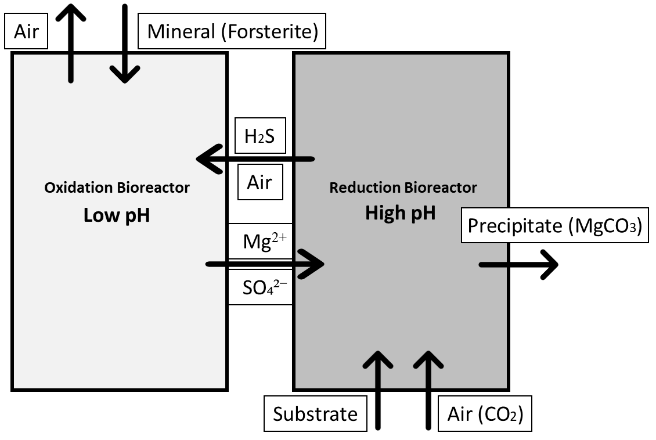 Air
Mineral (Forsterite)
H₂S
Air
Oxidation Bioreactor
Low pH
Reduction Bioreactor
High pH
Mg²⁺
SO₄²⁻
Precipitate (MgCO₃)
Substrate
Air (CO₂)